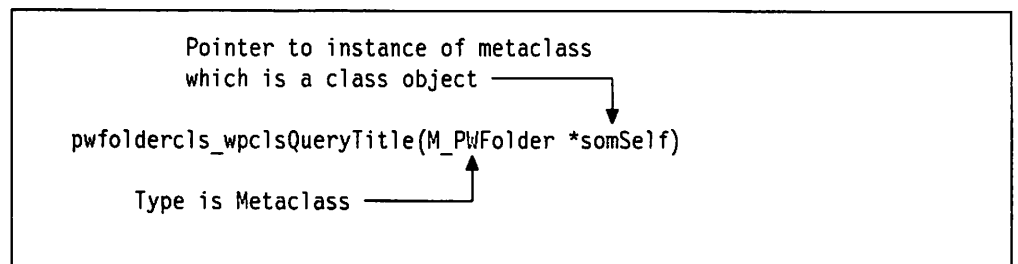 Pointer to instance of metaclass
which is a class object
pwfoldercls_wpclsQueryTitle(M_PWFolder *somSelf)
Type is Metaclass